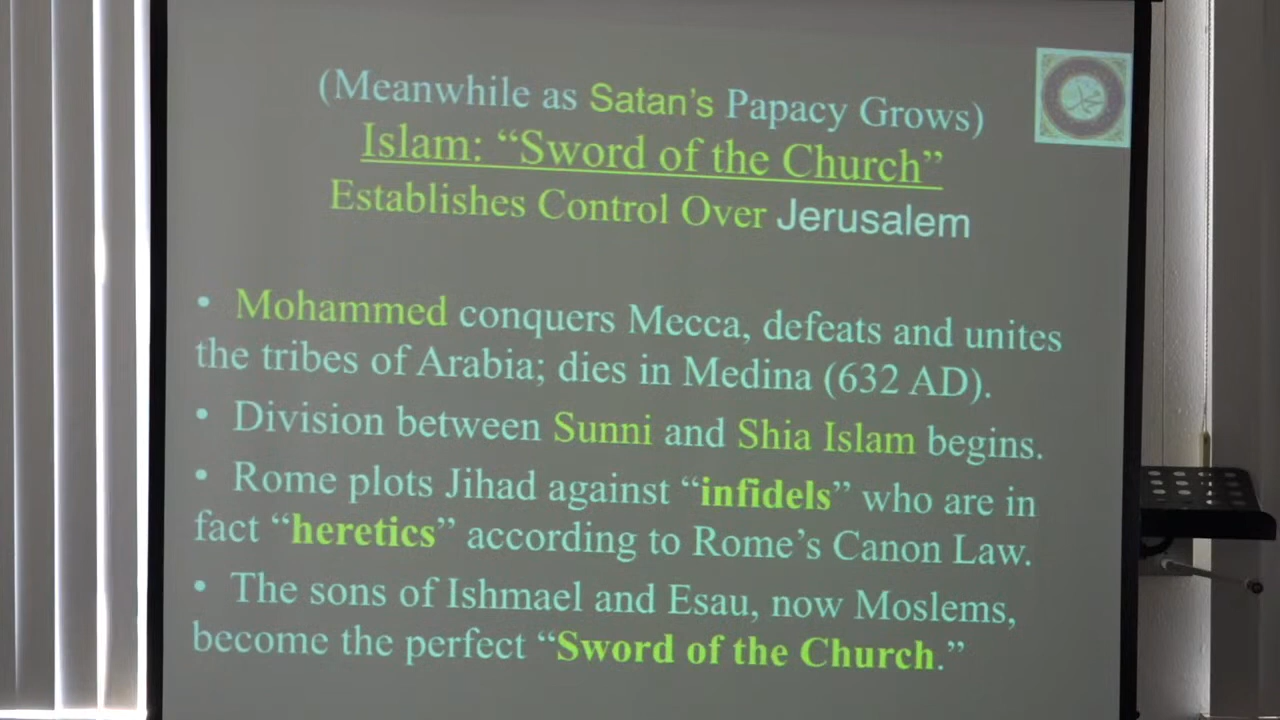 (Meanwhile as Satan's Papacy Grows)
Islam: “Sword of the Church”
Establishes Control Over Jerusalem
• Mohammed conquers Mecca, defeats and unites
the tribes of Arabia; dies in Medina (632 AD).
• Division between Sunni and Shia Islam begins.
• Rome plots Jihad against “infidels” who are in
fact “heretics” according to Rome’s Canon Law.
• The sons of Ishmael and Esau, now Moslems,
become the perfect “Sword of the Church.”